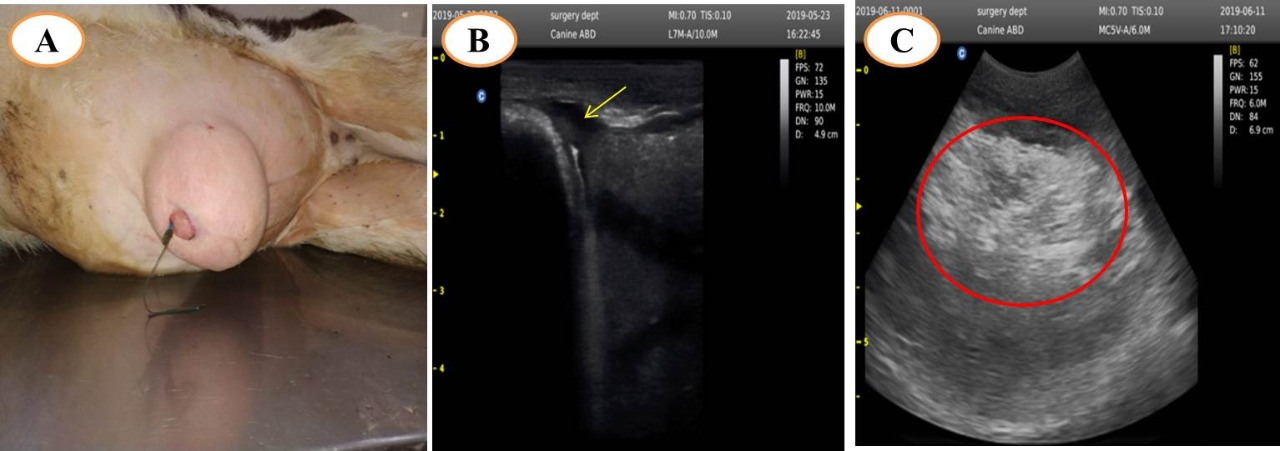 A
B
surgery dept MI:0.70 TIS:0.10 2019-05-23
Canine ABD L7M-A/10.0M 16:22:45
C
[B]
FPS: 72
GN: 135
PWR:15
FRQ: 10.0M
DN: 90
D: 4.9 cm
0
1
2
3
4
C
2019-06-11-0001 surgery dept MI:0.70 TIS:0.10 2019-06-11
Canine ABD MC5V-A/6.0M 17:10:20
C
[B]
FPS: 62
GN: 155
PWR:15
FRQ: 6.0M
DN: 84
D: 6.9 cm
0
5